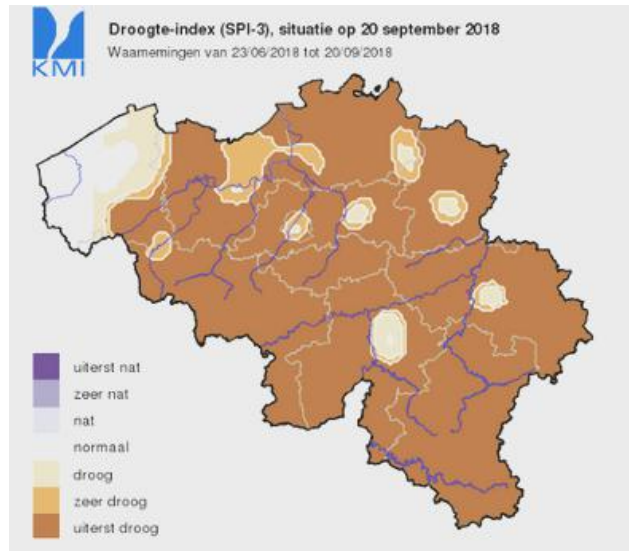 Droogte-index (SPI-3), situatie op 20 september 2018
Waarnemingen van 23/06/2018 tot 20/09/2018
KMI
uiterst nat
zeer nat
nat
normaal
droog
zeer droog
uiterst droog